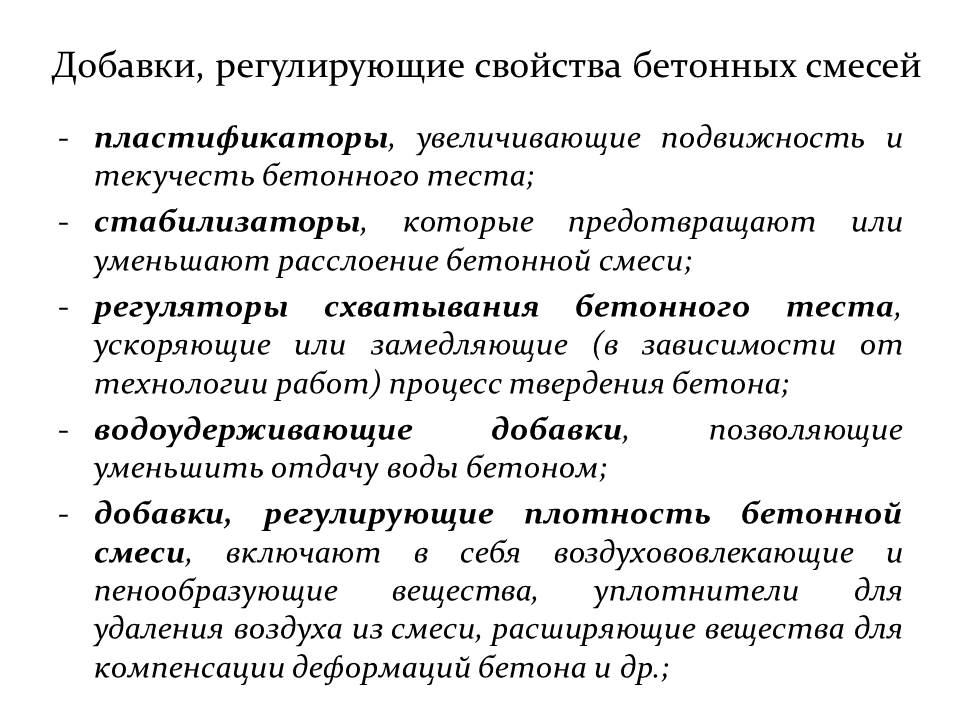 Добавки, регулирующие свойства бетонных смесей
- пластификаторы, увеличивающие подвижность и
текучесть бетонного теста;
- стабилизаторы, которые предотвращают или
уменьшают расслоение бетонной смеси;
- регуляторы схватывания бетонного теста,
ускоряющие или замедляющие (в зависимости от
технологии работ) процесс твердения бетона;
- водоудерживающие добавки, позволяющие
уменьшить отдачу воды бетоном;
- добавки, регулирующие плотность бетонной
смеси, включают в себя воздухововлекающие и
пенообразующие вещества, уплотнители для
удаления воздуха из смеси, расширяющие вещества для
компенсации деформаций бетона и др.;